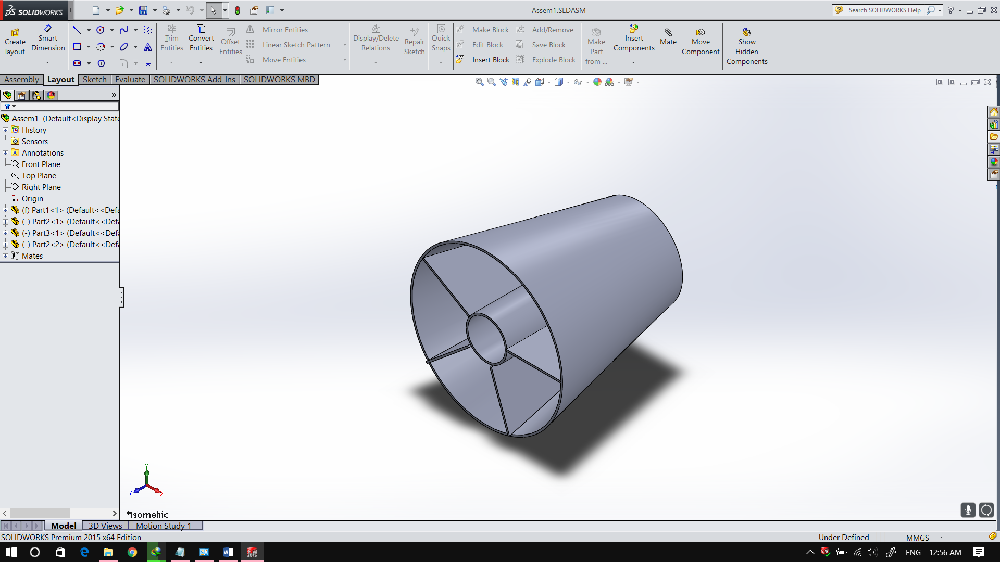 SOLIDWORKS
Assem1.SLDASM
Search SOLIDWORKS Help
Create layout
Smart Dimension
Trim Entities
Convert Entities
Offset Entities
Mirror Entities
Linear Sketch Pattern
Move Entities
Display/Delete Relations
Repair Sketch
Quick Snaps
Make Block
Edit Block
Insert Block
Add/Remove
Save Block
Explode Block
Make Part from ...
Insert Components
Mate
Move Component
Show Hidden Components
Assembly Layout Sketch Evaluate SOLIDWORKS Add-Ins SOLIDWORKS MBD
Assem1 (Default<Display State
History
Sensors
Annotations
Front Plane
Top Plane
Right Plane
Origin
(f) Part1<1> (Default<<Defa
(-) Part2<1> (Default<<Def
(-) Part3<1> (Default<<Def
(-) Part2<2> (Default<<Def
Mates
Y
Z
X
*Isometric
Model 3D Views Motion Study 1
SOLIDWORKS Premium 2015 x64 Edition
Under Defined
MMGS
ENG
12:56 AM